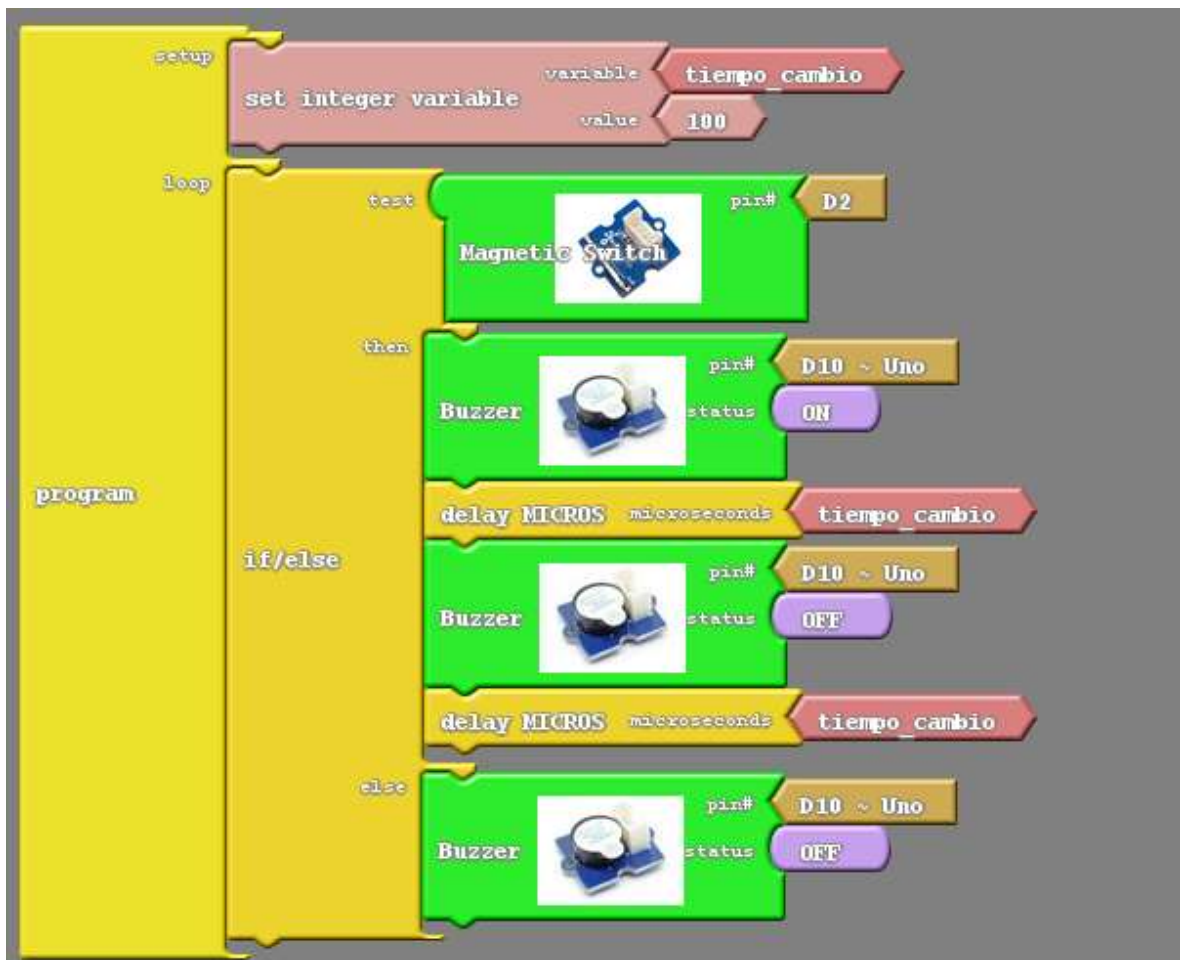 setup
set integer variable
variable
tiempo_cambio
value
100
loop
test
Magnetic Switch
pin#
D2
then
Buzzer
pin#
D10 ~ Uno
status
ON
program
delay MICROS microseconds tiempo_cambio
if/else
Buzzer
pin#
D10 ~ Uno
status
OFF
delay MICROS microseconds tiempo_cambio
else
Buzzer
pin#
D10 ~ Uno
status
OFF